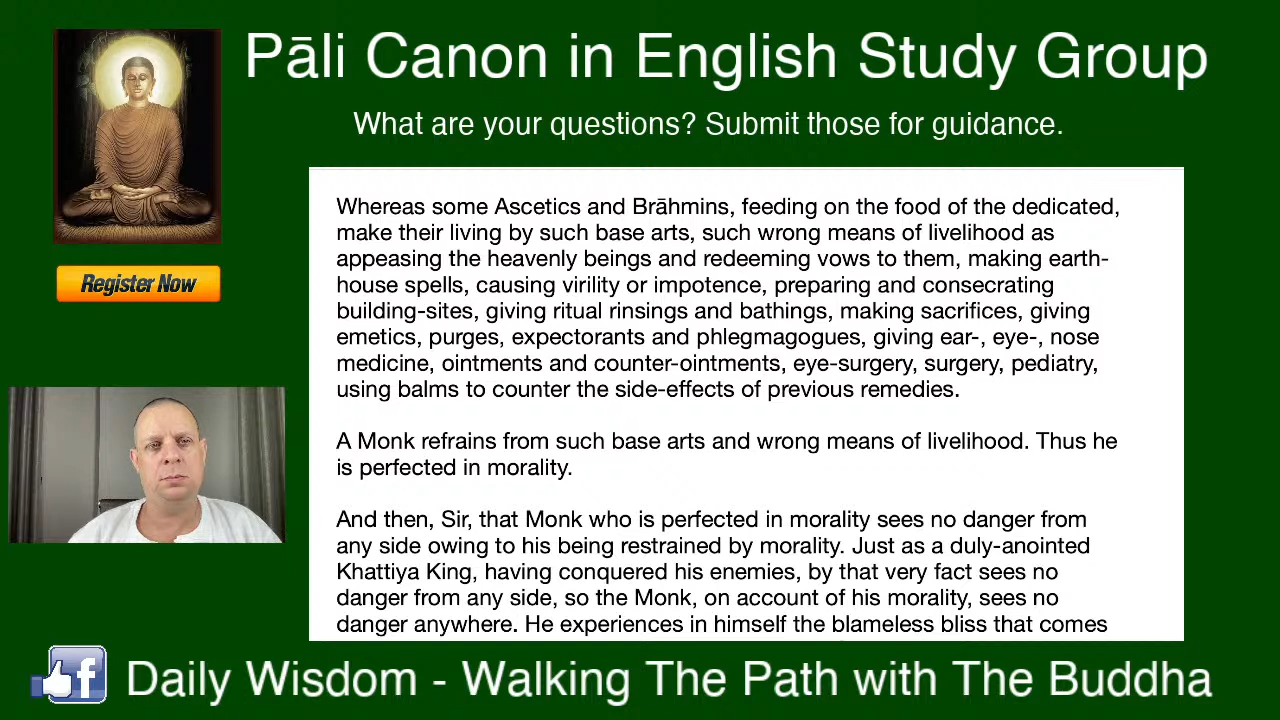 Pāli Canon in English Study Group
What are your questions? Submit those for guidance.
Register Now
Whereas some Ascetics and Brāhmins, feeding on the food of the dedicated,
make their living by such base arts, such wrong means of livelihood as
appeasing the heavenly beings and redeeming vows to them, making earth-
house spells, causing virility or impotence, preparing and consecrating
building-sites, giving ritual rinsings and bathings, making sacrifices, giving
emetics, purges, expectorants and phlegmagogues, giving ear-, eye-, nose
medicine, ointments and counter-ointments, eye-surgery, surgery, pediatry,
using balms to counter the side-effects of previous remedies.
A Monk refrains from such base arts and wrong means of livelihood. Thus he
is perfected in morality.
And then, Sir, that Monk who is perfected in morality sees no danger from
any side owing to his being restrained by morality. Just as a duly-anointed
Khattiya King, having conquered his enemies, by that very fact sees no
danger from any side, so the Monk, on account of his morality, sees no
danger anywhere. He experiences in himself the blameless bliss that comes
f
Daily Wisdom - Walking The Path with The Buddha